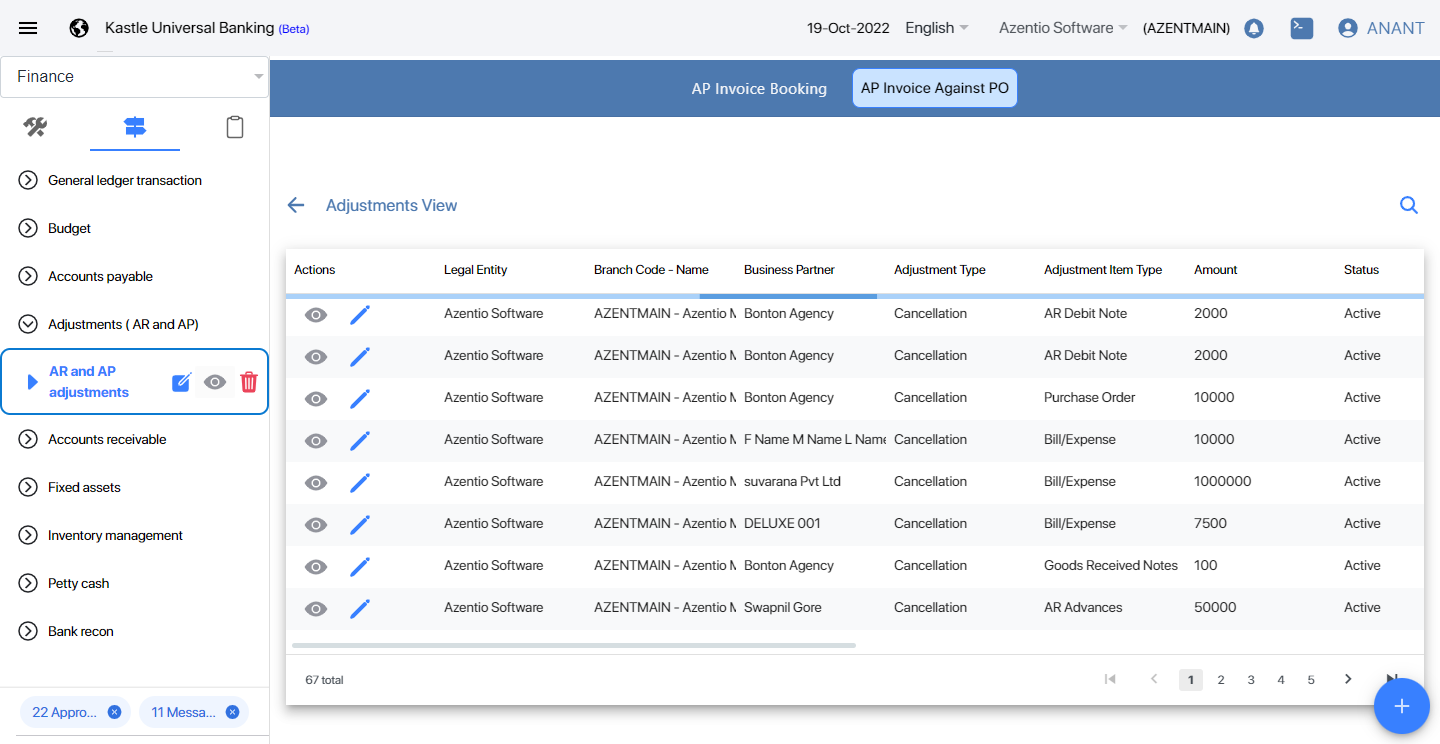 Kastle Universal Banking (Beta)
19-Oct-2022 English Azentio Software (AZENTMAIN) ANANT
Finance
AP Invoice Booking AP Invoice Against PO
General ledger transaction
Budget
Accounts payable
Adjustments ( AR and AP)
AR and AP
adjustments
Accounts receivable
Fixed assets
Inventory management
Petty cash
Bank recon
22 Appro... 11 Messa...
Adjustments View
Actions Legal Entity Branch Code - Name Business Partner Adjustment Type Adjustment Item Type Amount Status
Azentio Software AZENTMAIN - Azentio M Bonton Agency Cancellation AR Debit Note 2000 Active
Azentio Software AZENTMAIN - Azentio M Bonton Agency Cancellation AR Debit Note 2000 Active
Azentio Software AZENTMAIN - Azentio M Bonton Agency Cancellation Purchase Order 10000 Active
Azentio Software AZENTMAIN - Azentio M F Name M Name L Name Cancellation Bill/Expense 10000 Active
Azentio Software AZENTMAIN - Azentio M suvarana Pvt Ltd Cancellation Bill/Expense 1000000 Active
Azentio Software AZENTMAIN - Azentio M DELUXE 001 Cancellation Bill/Expense 7500 Active
Azentio Software AZENTMAIN - Azentio M Bonton Agency Cancellation Goods Received Notes 100 Active
Azentio Software AZENTMAIN - Azentio M Swapnil Gore Cancellation AR Advances 50000 Active
67 total 1 2 3 4 5